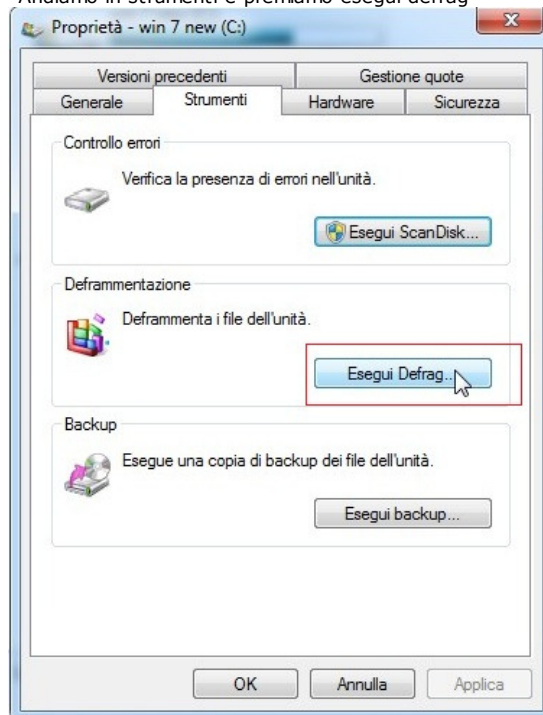 Andiamo in strumenti e premiamo esegui defrag
Proprietà - win 7 new (C:)
Versioni precedenti
Gestione quote
Generale
Strumenti
Hardware
Sicurezza
Controllo errori
Verifica la presenza di errori nell'unità.
Esegui ScanDisk...
Deframmentazione
Deframmenta i file dell'unità.
Esegui Defrag...
Backup
Esegue una copia di backup dei file dell'unità.
Esegui backup...
OK
Annulla
Applica